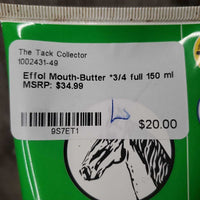 The Tack Collector
1002431-49
Effol Mouth-Butter *3/4 full 150 ml
MSRP: $34.99
L
9S7ET1
$20.00